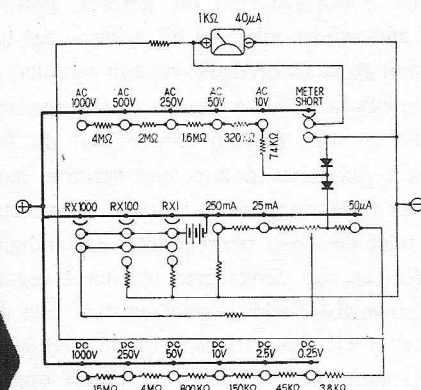 1KΩ 40µA
⊕
AC 1000V AC 500V AC 250V AC 50V AC 10V METER SHORT
4MΩ 2MΩ 1.6MΩ 320KΩ
7.4KΩ
⊕ ⊖
RX1000 RX100 RX1 250mA 25mA 50µA
DC 1000V DC 250V DC 50V DC 10V DC 2.5V DC 0.25V
15MΩ 4MΩ 800KΩ 150KΩ 45KΩ 3.8KΩ